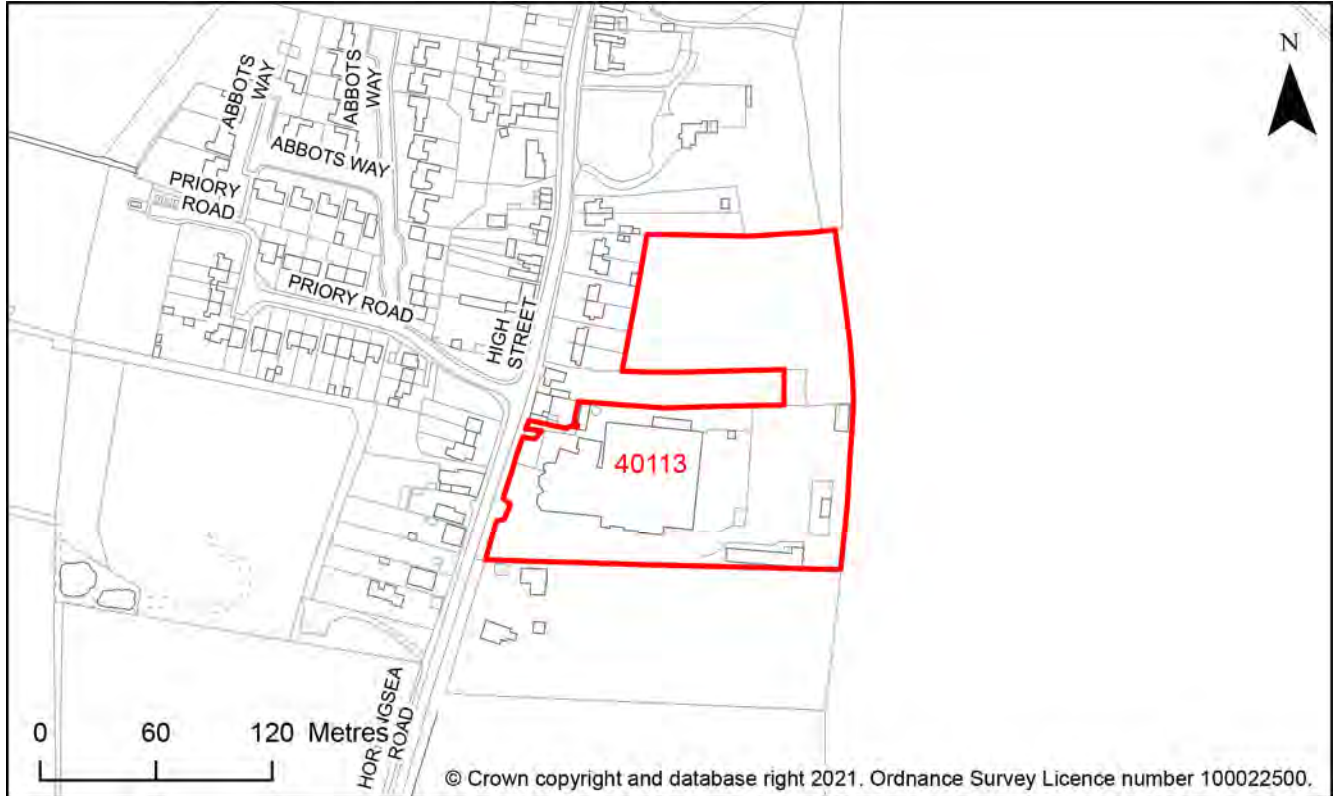 N
ABBOTS
WAY
ABBOTS
WAY
ABBOTS WAY
PRIORY
ROAD
PRIORY ROAD
HIGH
STREET
40113
ROAD
0 60 120 Metres
© Crown copyright and database right 2021. Ordnance Survey Licence number 100022500.